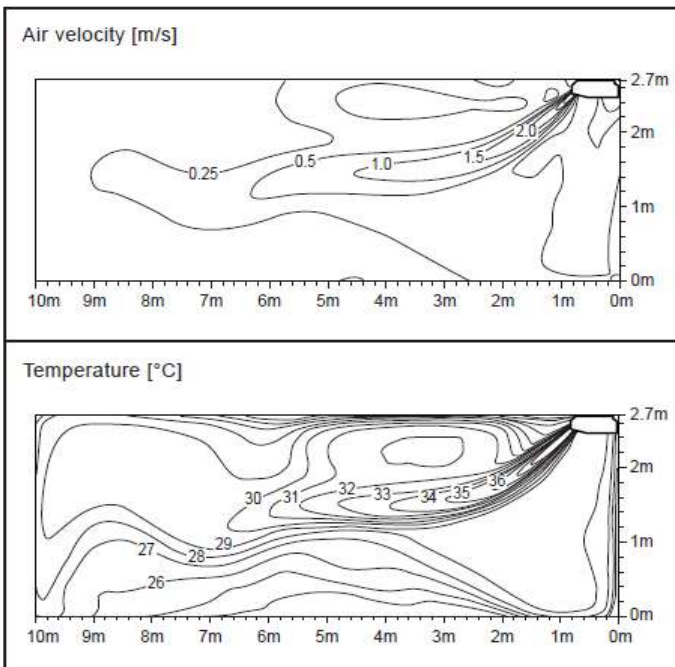 Air velocity [m/s]
2.7m
2.0
2m
1.5
0.5
1.0
0.25
1m
0m
10m 9m 8m 7m 6m 5m 4m 3m 2m 1m 0m
Temperature [°C]
2.7m
2m
36
35
34
33
32
31
30
1m
29
28
27
26
0m
10m 9m 8m 7m 6m 5m 4m 3m 2m 1m 0m